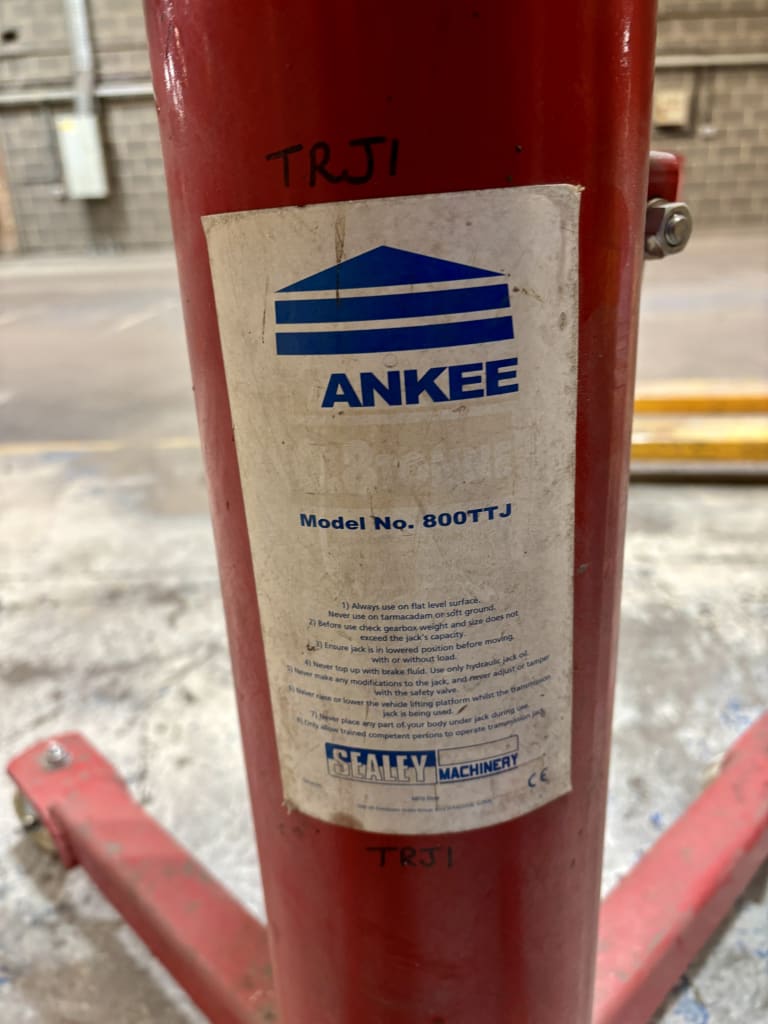 TRJ1
ANKEE
Model No. 800TTJ
1) Always use on flat level surface.
Never use on tarmacadam or soft ground.
2) Before use check gearbox weight and size does not
exceed the jack's capacity.
3) Ensure jack is in lowered position before moving,
with or without load.
4) Never top up with brake fluid. Use only hydraulic jack oil.
5) Never make any modifications to the jack, and never adjust or tamper
with the safety valve.
6) Never raise or lower the vehicle lifting platform whilst the transmission
jack is being used.
7) Never place any part of your body under jack during use.
8) Only allow trained competent persons to operate transmission jack
SEALEY
MACHINERY
CE
TRJ1